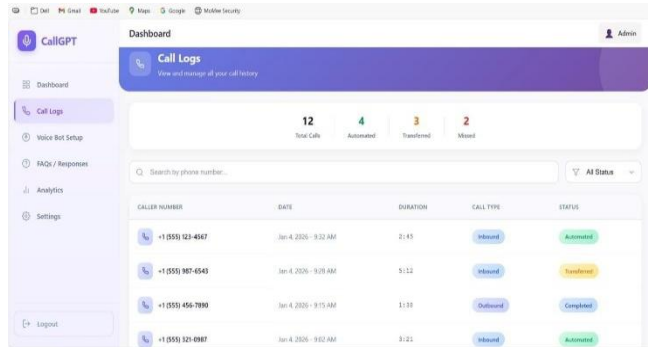 Dell Gmail YouTube Maps Google McAfee Security
CallGPT
Dashboard
Admin
Call Logs
View and manage all your call history
Dashboard
Call Logs
Voice Bot Setup
FAQs / Responses
Analytics
Settings
Logout
12 4 3 2
Total Calls Automated Transferred Missed
Search by phone number...
All Status
CALLER NUMBER DATE DURATION CALL TYPE STATUS
+1 (555) 123-4567 Jan 4, 2026 - 9:32 AM 2:45 Inbound Automated
+1 (555) 987-6543 Jan 4, 2026 - 9:28 AM 5:12 Inbound Transferred
+1 (555) 456-7890 Jan 4, 2026 - 9:15 AM Outbound Completed
+1 (555) 321-0987 Jan 4, 2026 - 9:02 AM 3:21 Inbound Automated